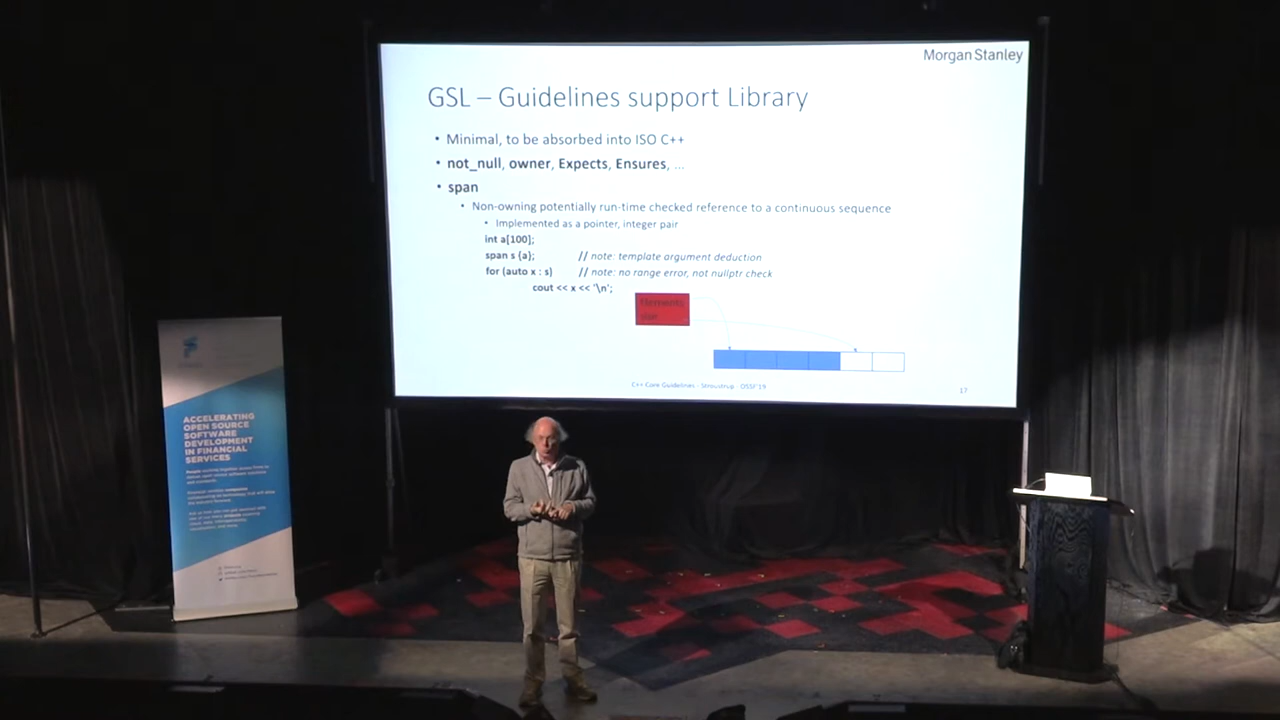 Morgan Stanley
GSL – Guidelines support Library
• Minimal, to be absorbed into ISO C++
• not_null, owner, Expects, Ensures, ...
• span
• Non-owning potentially run-time checked reference to a continuous sequence
• Implemented as a pointer, integer pair
int a[100];
span s {a}; // note: template argument deduction
for (auto x : s) // note: no range error, not nullptr check
cout << x << '\n';
C++ Core Guidelines - Stroustrup - OSSF'19
17
ACCELERATING
OPEN SOURCE
SOFTWARE
DEVELOPMENT
IN FINANCIAL
SERVICES